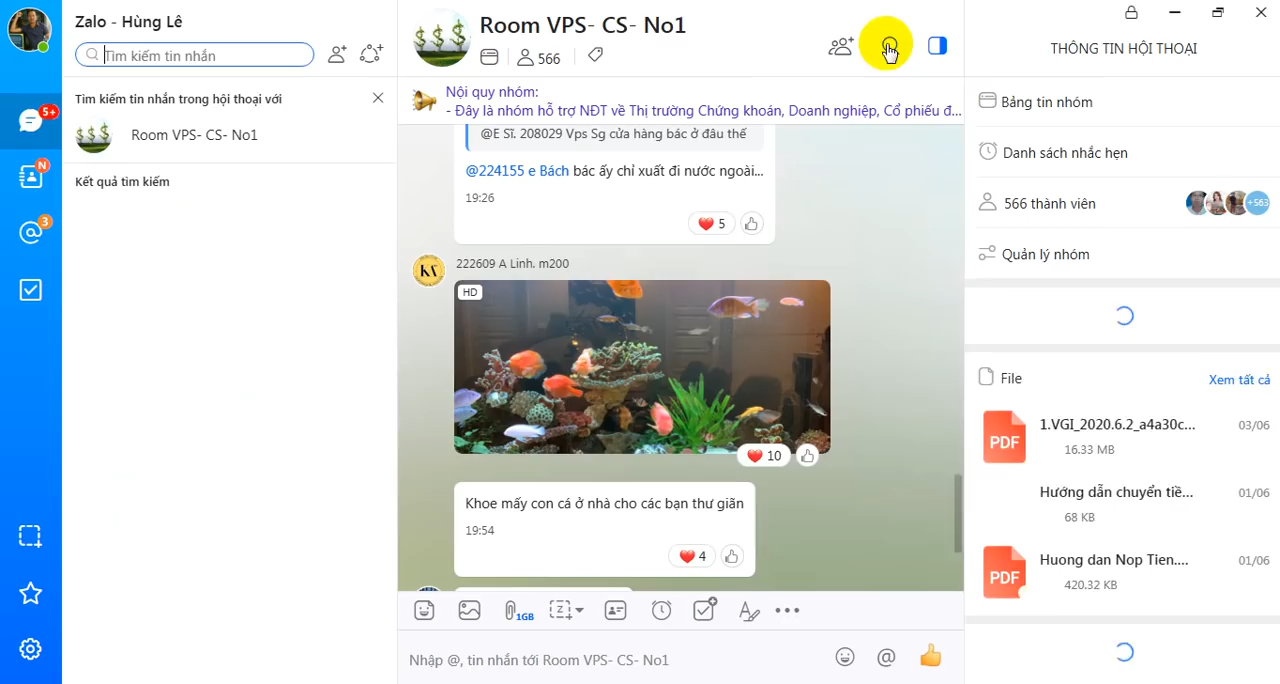 Zalo - Hùng Lê
Tìm kiếm tin nhắn
5+
N
3
Tìm kiếm tin nhắn trong hội thoại với
Room VPS- CS- No1
Kết quả tìm kiếm
Room VPS- CS- No1
566
Nội quy nhóm:
- Đây là nhóm hỗ trợ NĐT về Thị trường Chứng khoán, Doanh nghiệp, Cổ phiếu đ...
@E Sĩ. 208029 Vps Sg cửa hàng bác ở đâu thế
@224155 e Bách bác ấy chỉ xuất đi nước ngoài...
19:26
5
222609 A Linh. m200
HD
10
Khoe mấy con cá ở nhà cho các bạn thư giãn
19:54
4
1GB
Nhập @, tin nhắn tới Room VPS- CS- No1
THÔNG TIN HỘI THOẠI
Bảng tin nhóm
Danh sách nhắc hẹn
566 thành viên
+563
Quản lý nhóm
File
Xem tất cả
PDF
1.VGI_2020.6.2_a4a30c...
03/06
16.33 MB
Hướng dẫn chuyển tiề...
01/06
68 KB
PDF
Huong dan Nop Tien....
01/06
420.32 KB